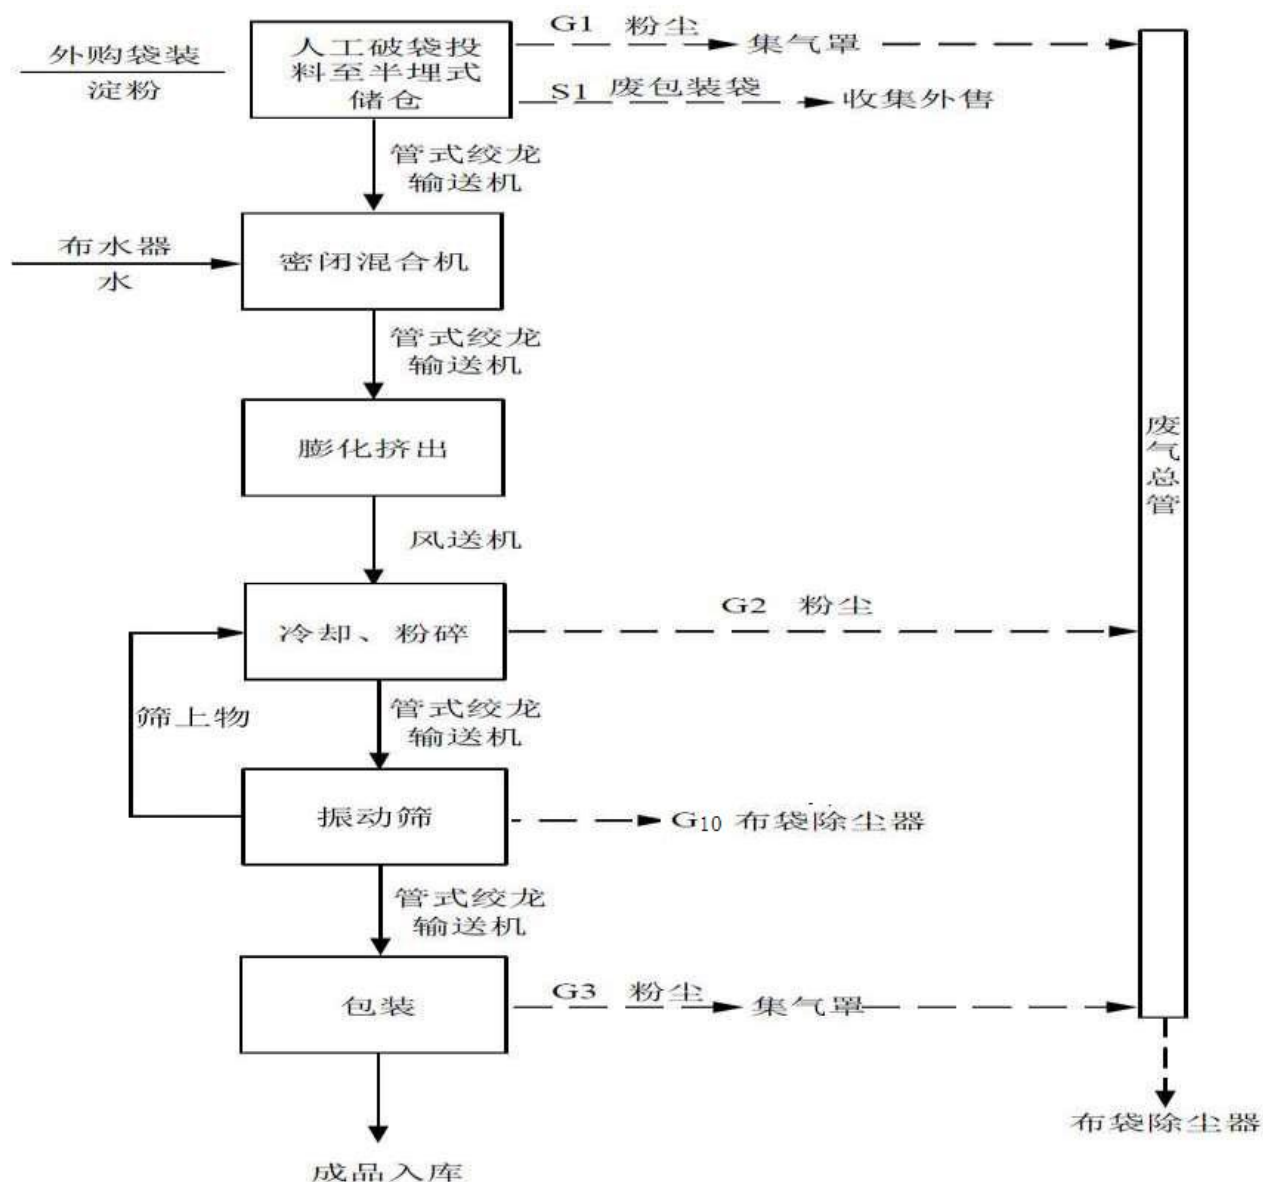 G1 粉尘
集气罩
外购袋装
淀粉
人工破袋投
料至半埋式
储仓
S1 废包装袋
收集外售
管式绞龙
输送机
布水器
水
密闭混合机
管式绞龙
输送机
膨化挤出
废气总管
风送机
冷却、粉碎
G2 粉尘
筛上物
管式绞龙
输送机
振动筛
G10 布袋除尘器
管式绞龙
输送机
包装
G3 粉尘
集气罩
布袋除尘器
成品入库